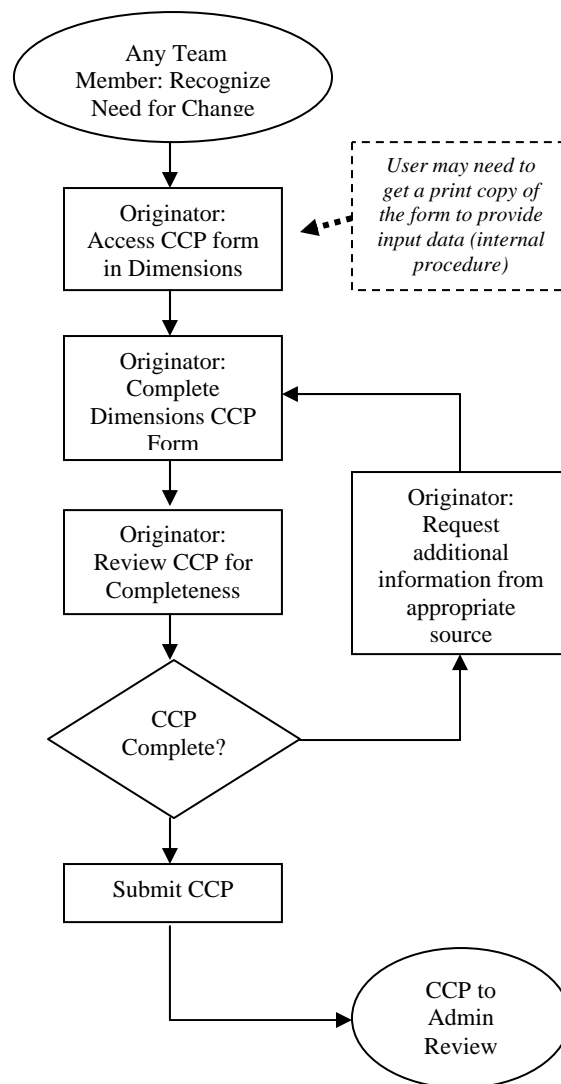 Any Team
Member: Recognize
Need for Change
User may need to
get a print copy of
the form to provide
input data (internal
procedure)
Originator:
Access CCP form
in Dimensions
Originator:
Complete
Dimensions CCP
Form
Originator:
Review CCP for
Completeness
Originator:
Request
additional
information from
appropriate
source
CCP
Complete?
Submit CCP
CCP to
Admin
Review